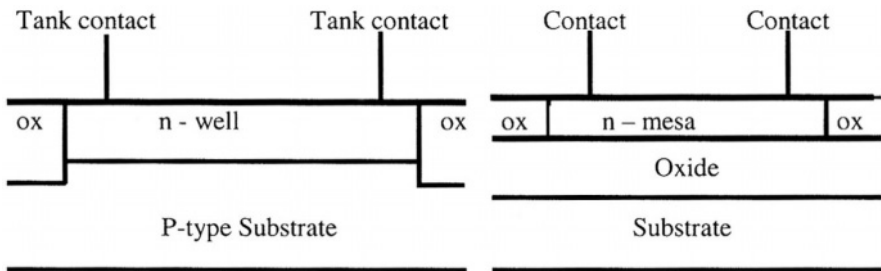 Tank contact Tank contact Contact Contact
ox n - well ox ox n – mesa ox
Oxide
P-type Substrate Substrate